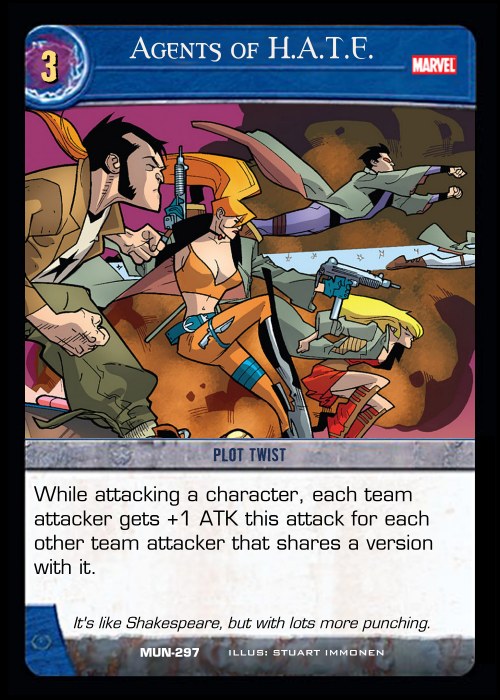 3
Agents of H.A.T.E.
MARVEL
PLOT TWIST
While attacking a character, each team
attacker gets +1 ATK this attack for each
other team attacker that shares a version
with it.
It's like Shakespeare, but with lots more punching.
MUN-297 ILLUS: STUART IMMONEN